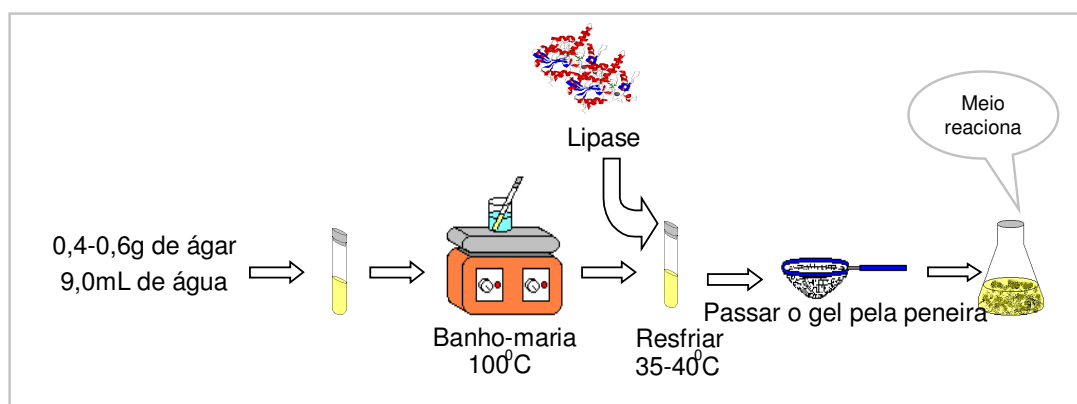 Lipase
Meio
reaciona
0,4-0,6g de ágar
9,0mL de água
Banho-maria
100⁰C
Resfriar
35-40⁰C
Passar o gel pela peneira